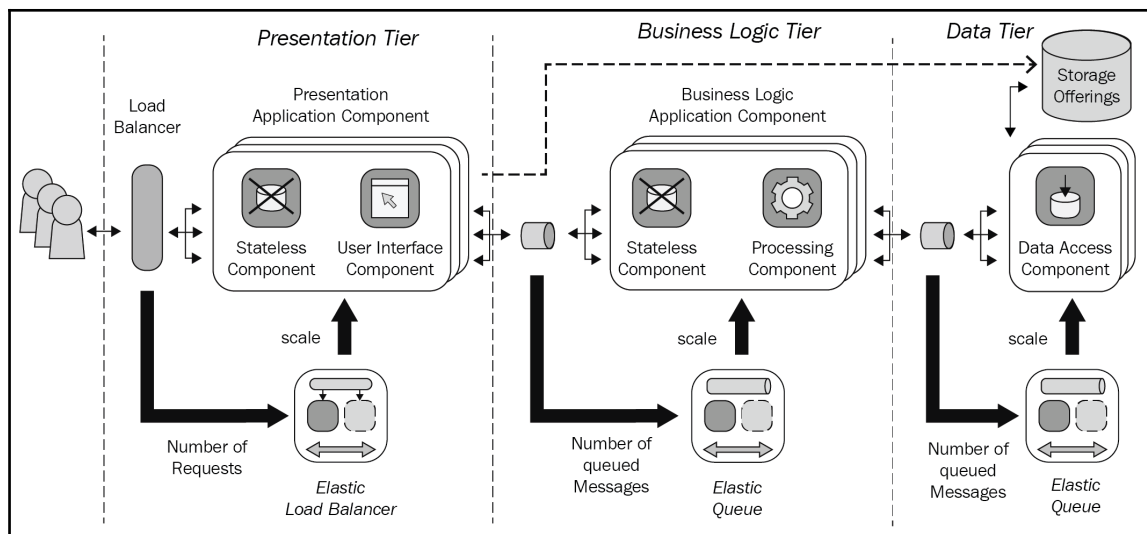 Presentation Tier
Business Logic Tier
Data Tier
Load
Balancer
Presentation
Application Component
Business Logic
Application Component
Storage
Offerings
Stateless
Component
User Interface
Component
Stateless
Component
Processing
Component
Data Access
Component
scale
scale
scale
Number of
Requests
Elastic
Load Balancer
Number of
queued
Messages
Elastic
Queue
Number of
queued
Messages
Elastic
Queue